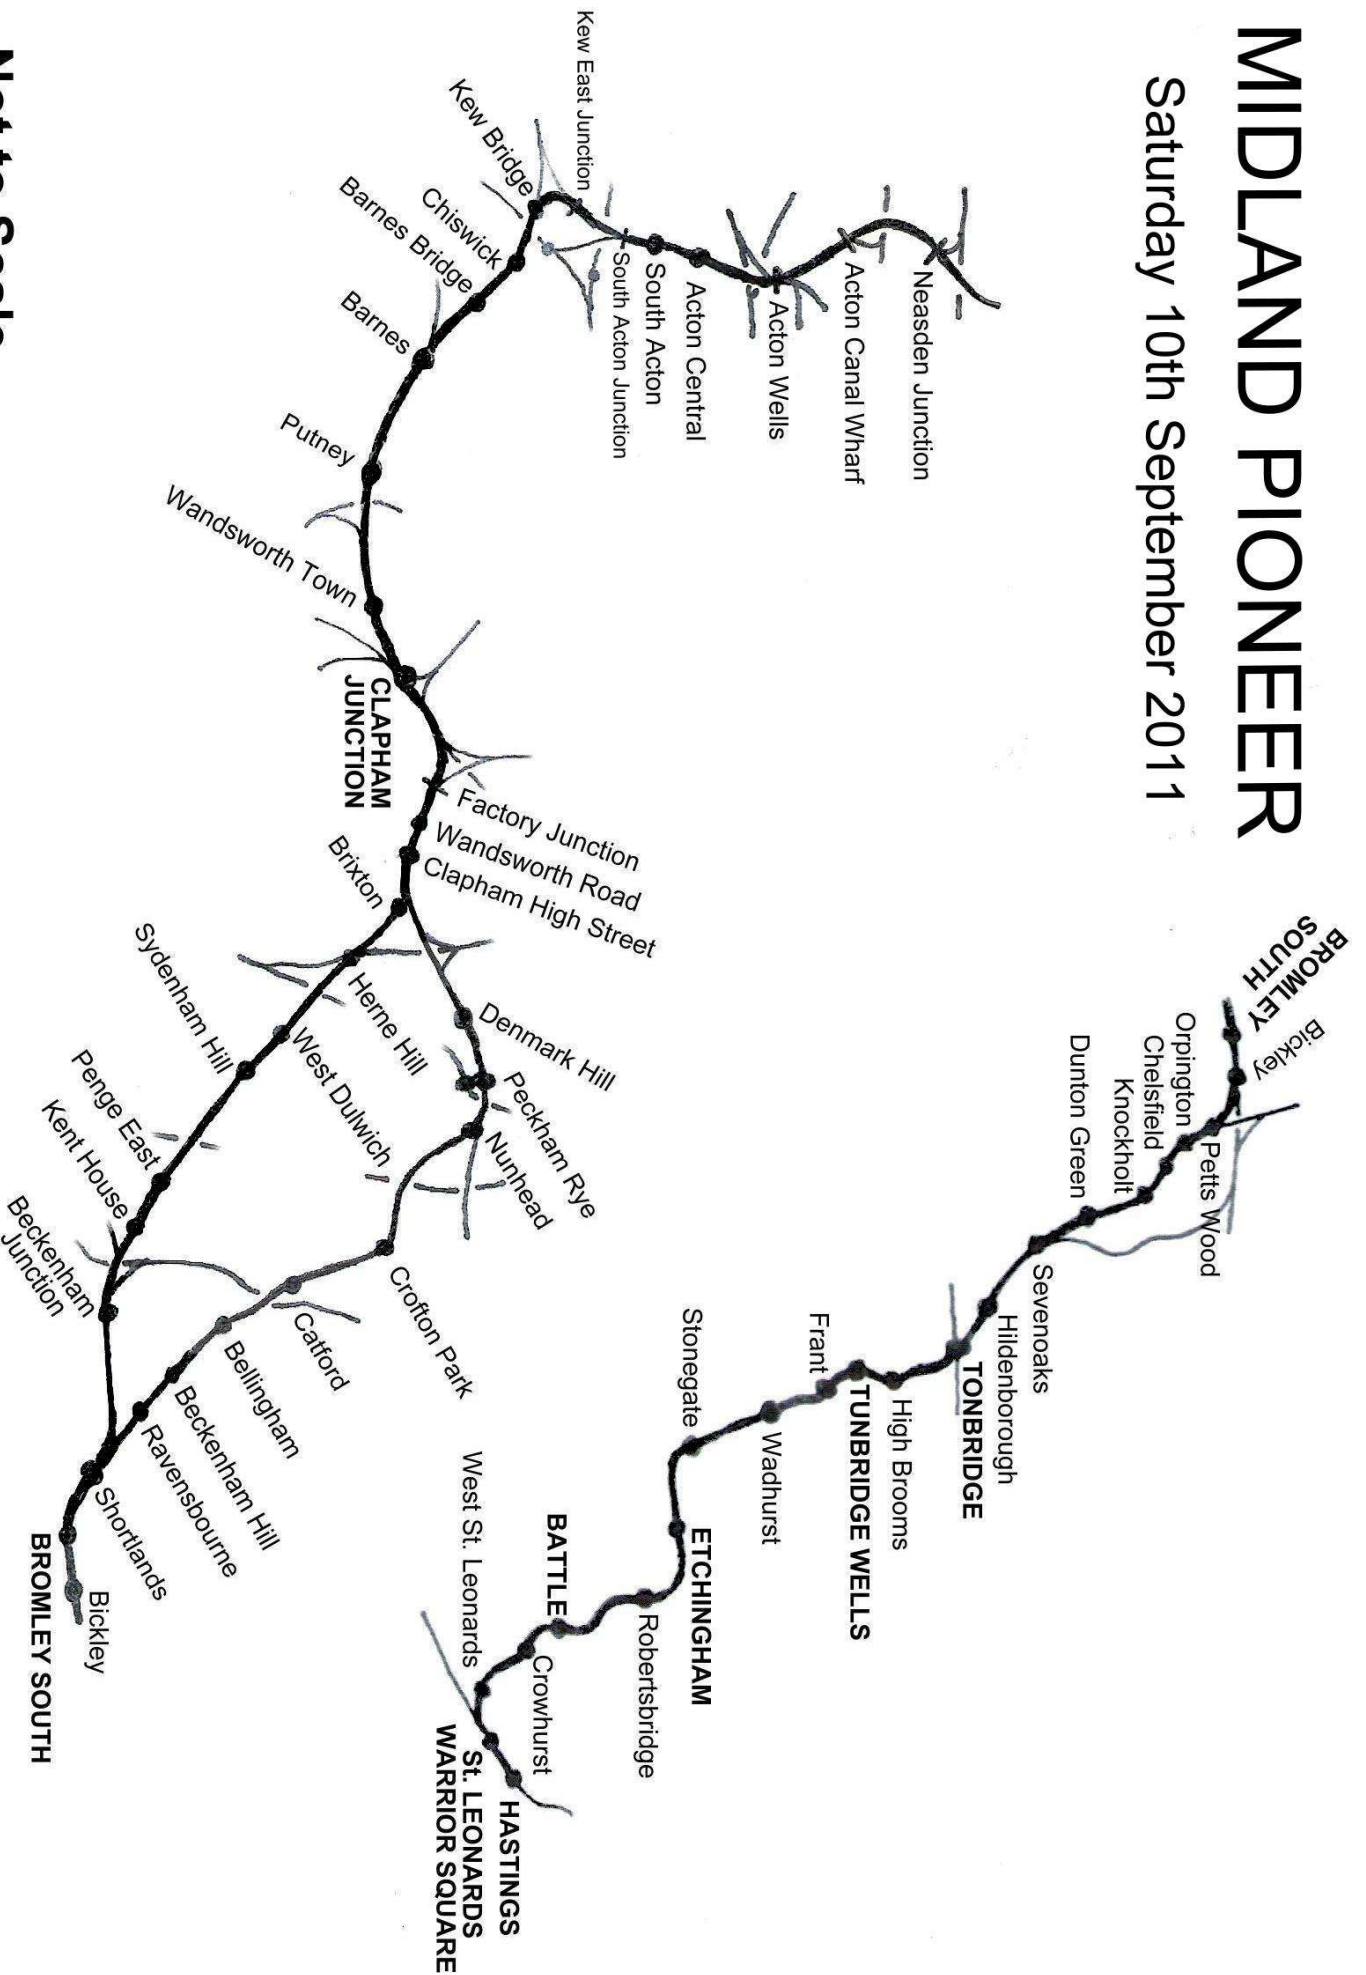 MIDLAND PIONEER
Saturday 10th September 2011
Neasden Junction
Acton Canal Wharf
Acton Wells
Acton Central
South Acton
South Acton Junction
Kew East Junction
Kew Bridge
Chiswick
Barnes Bridge
Barnes
Putney
Wandsworth Town
CLAPHAM
JUNCTION
Factory Junction
Wandsworth Road
Clapham High Street
Brixton
Herne Hill
West Dulwich
Sydenham Hill
Penge East
Kent House
Beckenham
Junction
Denmark Hill
Peckham Rye
Nunhead
Crofton Park
Catford
Bellingham
Beckenham Hill
Ravensbourne
Shortlands
BROMLEY SOUTH
Bickley
BROMLEY
SOUTH
Bickley
Petts Wood
Orpington
Chelsfield
Knockholt
Dunton Green
Sevenoaks
Hildenborough
TONBRIDGE
High Brooms
TUNBRIDGE WELLS
Frant
Wadhurst
Stonegate
ETCHINGHAM
Robertsbridge
BATTLE
Crowhurst
West St. Leonards
St. LEONARDS
WARRIOR SQUARE
HASTINGS
Not to Scale